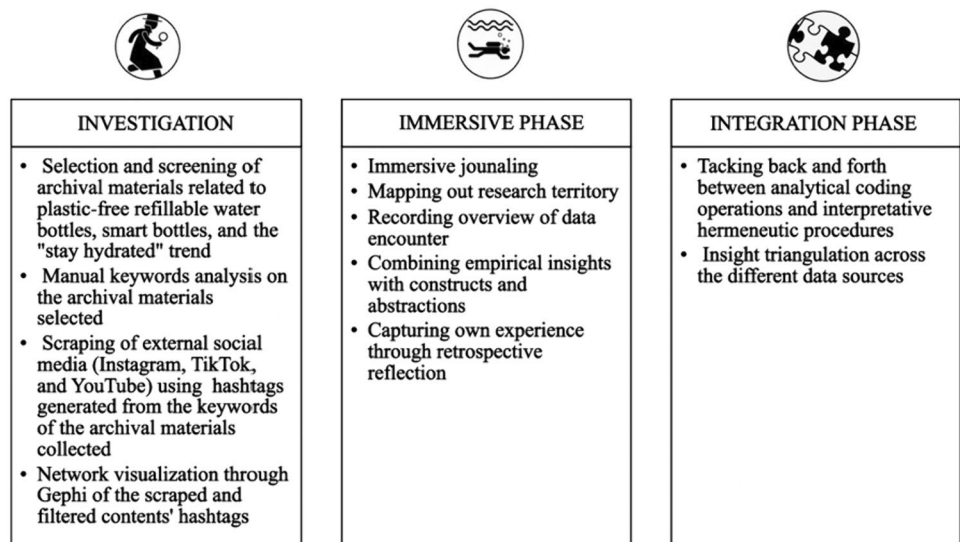 INVESTIGATION
• Selection and screening of
archival materials related to
plastic-free refillable water
bottles, smart bottles, and the
"stay hydrated" trend
• Manual keywords analysis on
the archival materials
selected
• Scraping of external social
media (Instagram, TikTok,
and YouTube) using hashtags
generated from the keywords
of the archival materials
collected
• Network visualization through
Gephi of the scraped and
filtered contents' hashtags
IMMERSIVE PHASE
• Immersive jounaling
• Mapping out research territory
• Recording overview of data
encounter
• Combining empirical insights
with constructs and
abstractions
• Capturing own experience
through retrospective
reflection
INTEGRATION PHASE
• Tacking back and forth
between analytical coding
operations and interpretative
hermeneutic procedures
• Insight triangulation across
the different data sources